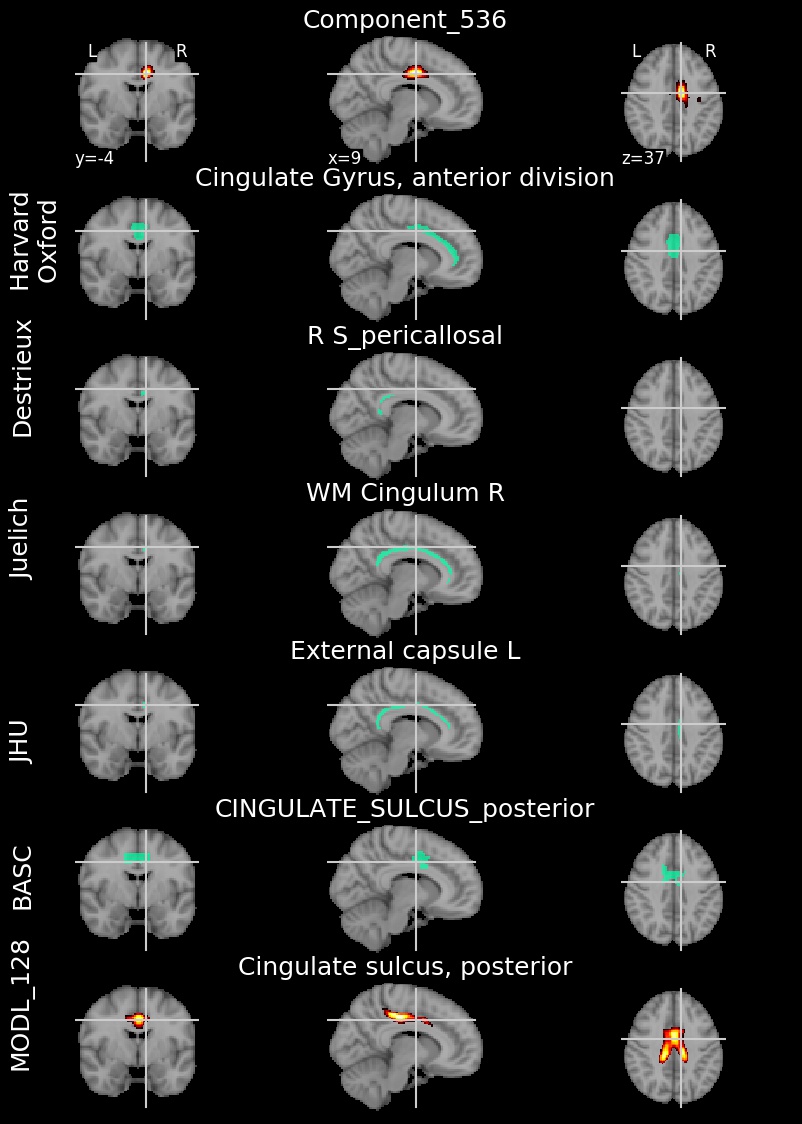 Component_536
L R
L R
y=-4
x=9
z=37
Cingulate Gyrus, anterior division
Harvard
Oxford
R S_pericallosal
Destrieux
WM Cingulum R
Juelich
External capsule L
JHU
CINGULATE_SULCUS_posterior
BASC
Cingulate sulcus, posterior
MODL_128